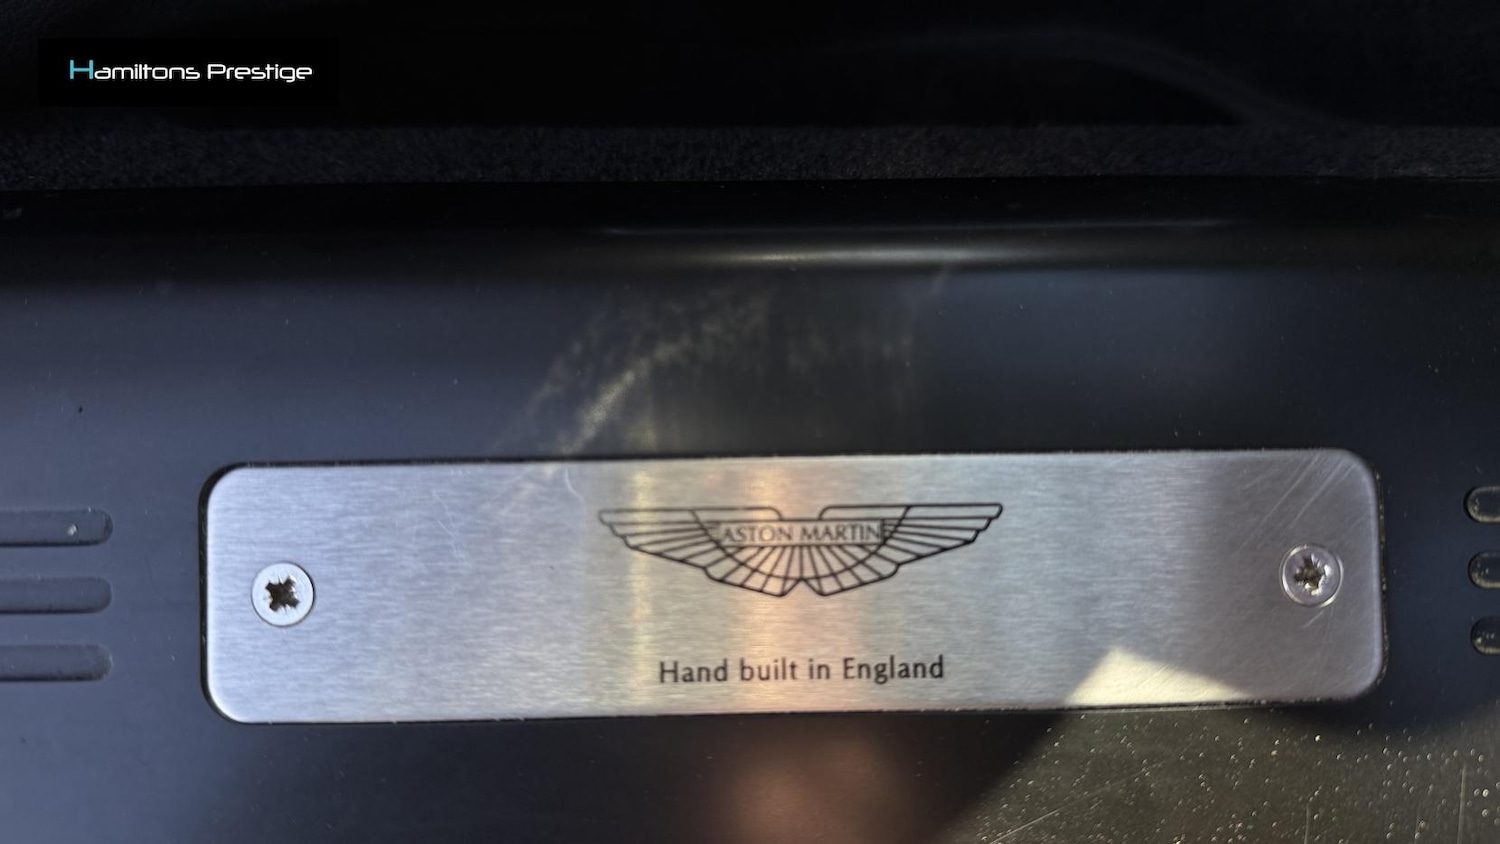 Hamiltons Prestige
ASTON MARTIN
Hand built in England